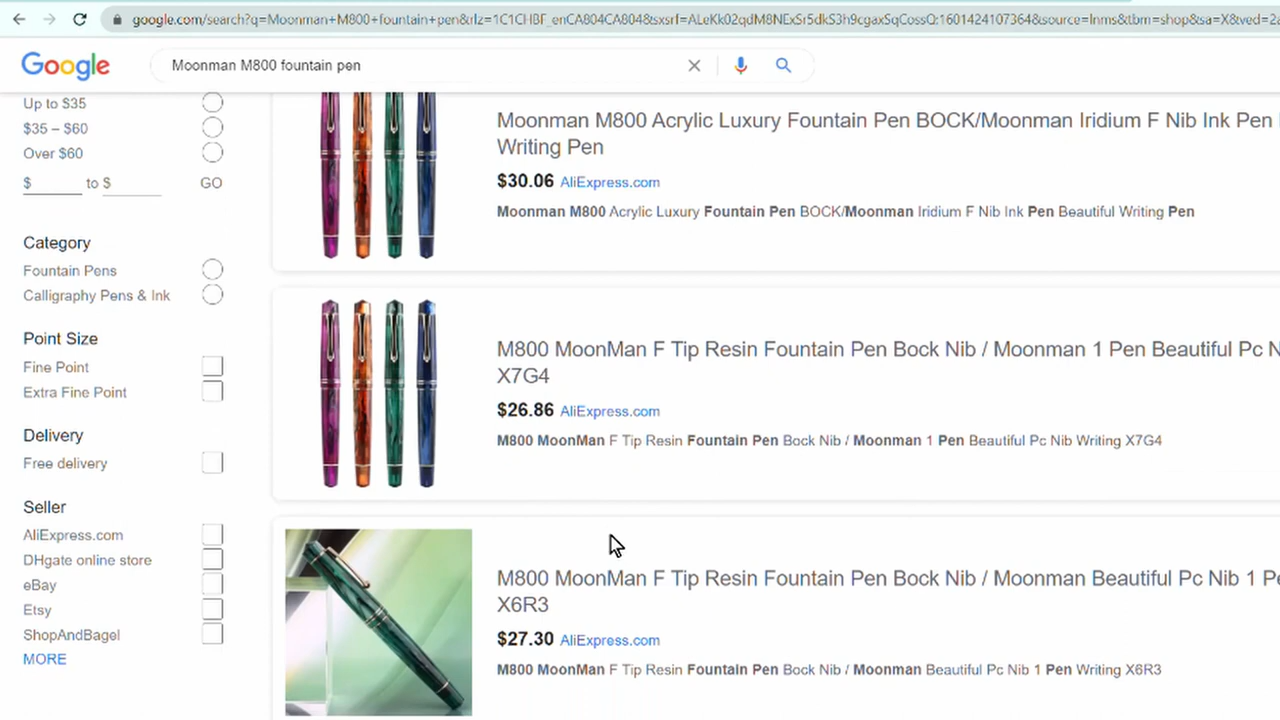 google.com/search?q=Moonman+M800+fountain+pen&rlz=1C1CHBF_enCA804CA804&sxsrf=ALeKk02qdM8NExSr5dkS3h9cgaxSqCossQ:1601424107364&source=lnms&tbm=shop&sa=X&ved=2a
Google
Moonman M800 fountain pen
Up to $35
$35 – $60
Over $60
$ to $ GO
Category
Fountain Pens
Calligraphy Pens & Ink
Point Size
Fine Point
Extra Fine Point
Delivery
Free delivery
Seller
AliExpress.com
DHgate online store
eBay
Etsy
ShopAndBagel
MORE
Moonman M800 Acrylic Luxury Fountain Pen BOCK/Moonman Iridium F Nib Ink Pen
Writing Pen
$30.06 AliExpress.com
Moonman M800 Acrylic Luxury Fountain Pen BOCK/Moonman Iridium F Nib Ink Pen Beautiful Writing Pen
M800 MoonMan F Tip Resin Fountain Pen Bock Nib / Moonman 1 Pen Beautiful Pc N
X7G4
$26.86 AliExpress.com
M800 MoonMan F Tip Resin Fountain Pen Bock Nib / Moonman 1 Pen Beautiful Pc Nib Writing X7G4
M800 MoonMan F Tip Resin Fountain Pen Bock Nib / Moonman Beautiful Pc Nib 1 Pe
X6R3
$27.30 AliExpress.com
M800 MoonMan F Tip Resin Fountain Pen Bock Nib / Moonman Beautiful Pc Nib 1 Pen Writing X6R3